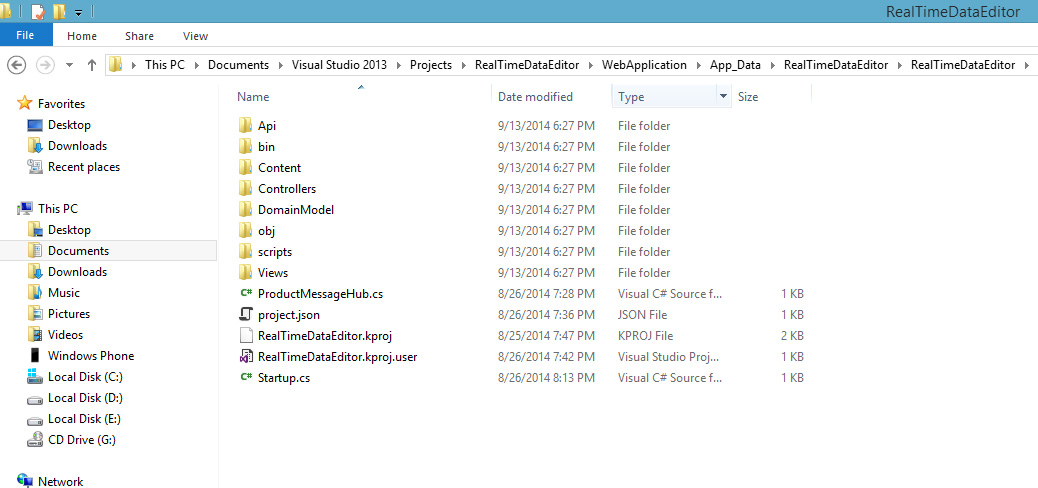 RealTimeDataEditor
File Home Share View
This PC Documents Visual Studio 2013 Projects RealTimeDataEditor WebApplication App_Data RealTimeDataEditor RealTimeDataEditor
Favorites
Desktop
Downloads
Recent places
This PC
Desktop
Documents
Downloads
Music
Pictures
Videos
Windows Phone
Local Disk (C:)
Local Disk (D:)
Local Disk (E:)
CD Drive (G:)
Network
Name Date modified Type Size
Api 9/13/2014 6:27 PM File folder
bin 9/13/2014 6:27 PM File folder
Content 9/13/2014 6:27 PM File folder
Controllers 9/13/2014 6:27 PM File folder
DomainModel 9/13/2014 6:27 PM File folder
obj 9/13/2014 6:27 PM File folder
scripts 9/13/2014 6:27 PM File folder
Views 9/13/2014 6:27 PM File folder
C# ProductMessageHub.cs 8/26/2014 7:28 PM Visual C# Source f... 1 KB
project.json 8/26/2014 7:36 PM JSON File 1 KB
RealTimeDataEditor.kproj 8/25/2014 7:47 PM KPROJ File 2 KB
RealTimeDataEditor.kproj.user 8/26/2014 7:42 PM Visual Studio Proj... 1 KB
C# Startup.cs 8/26/2014 8:13 PM Visual C# Source f... 1 KB